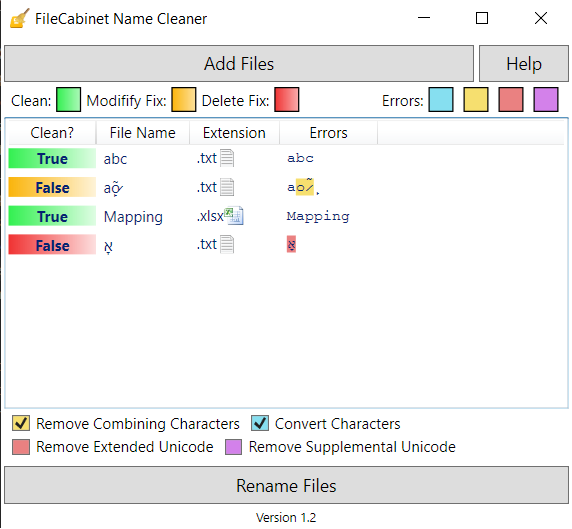 FileCabinet Name Cleaner
Add Files Help
Clean: Modifify Fix: Delete Fix: Errors:
Clean? File Name Extension Errors
True abc .txt abc
False .txt
True Mapping .xlsx Mapping
False אָ .txt אָ
Remove Combining Characters Convert Characters
Remove Extended Unicode Remove Supplemental Unicode
Rename Files
Version 1.2